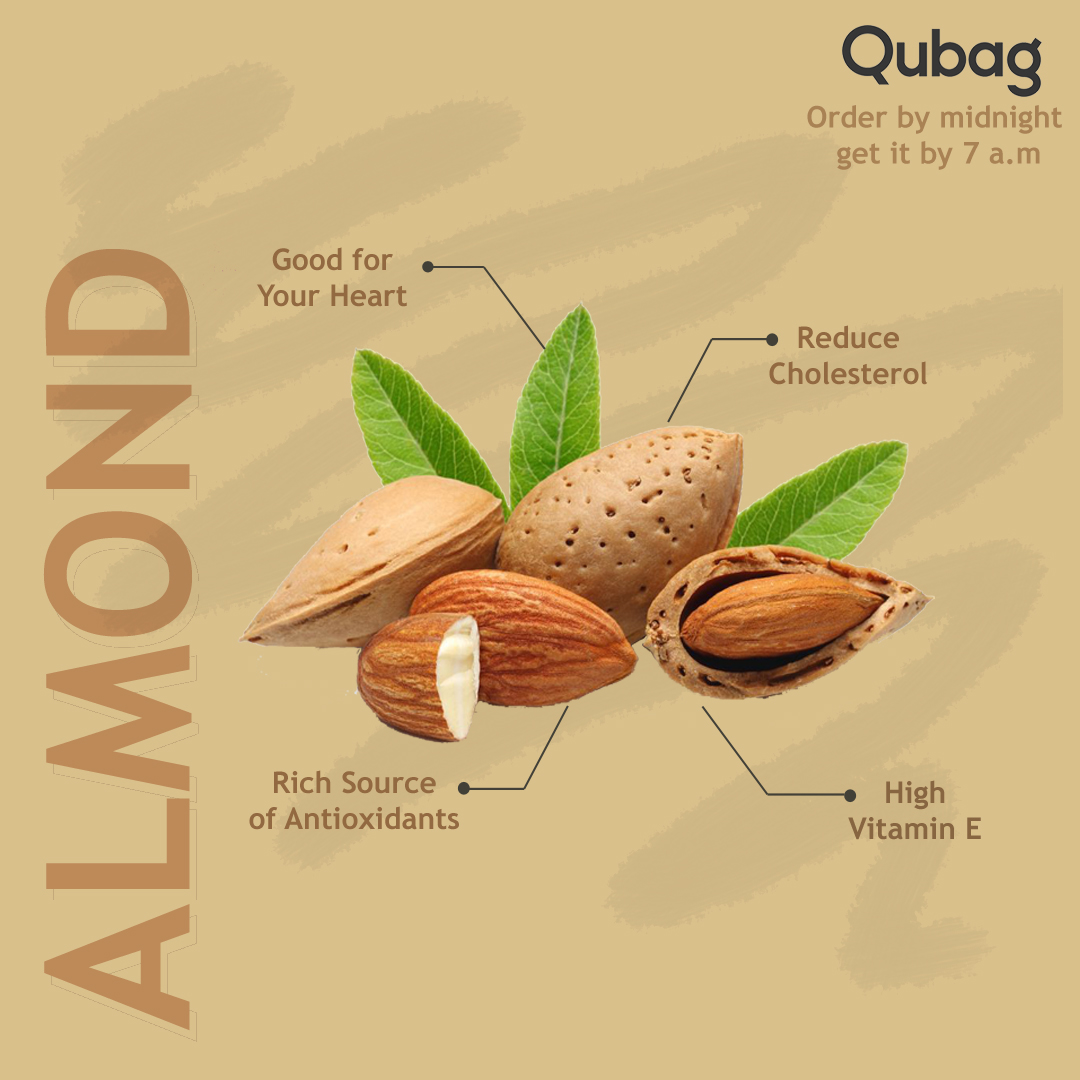 Qubag
Order by midnight
get it by 7 a.m
ALMOND
Good for
Your Heart
Reduce
Cholesterol
Rich Source
of Antioxidants
High
Vitamin E